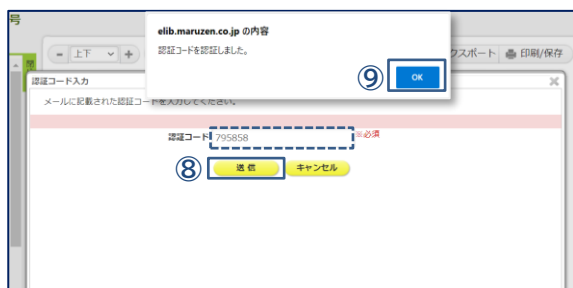 号
elib.maruzen.co.jp の内容
認証コードを認証しました。
⑨ OK
- 上下 +
クスポート 印刷/保存
認証コード入力
メールに記載された認証コードを入力してください。
認証コード 795858 ※必須
⑧ 送信 キャンセル